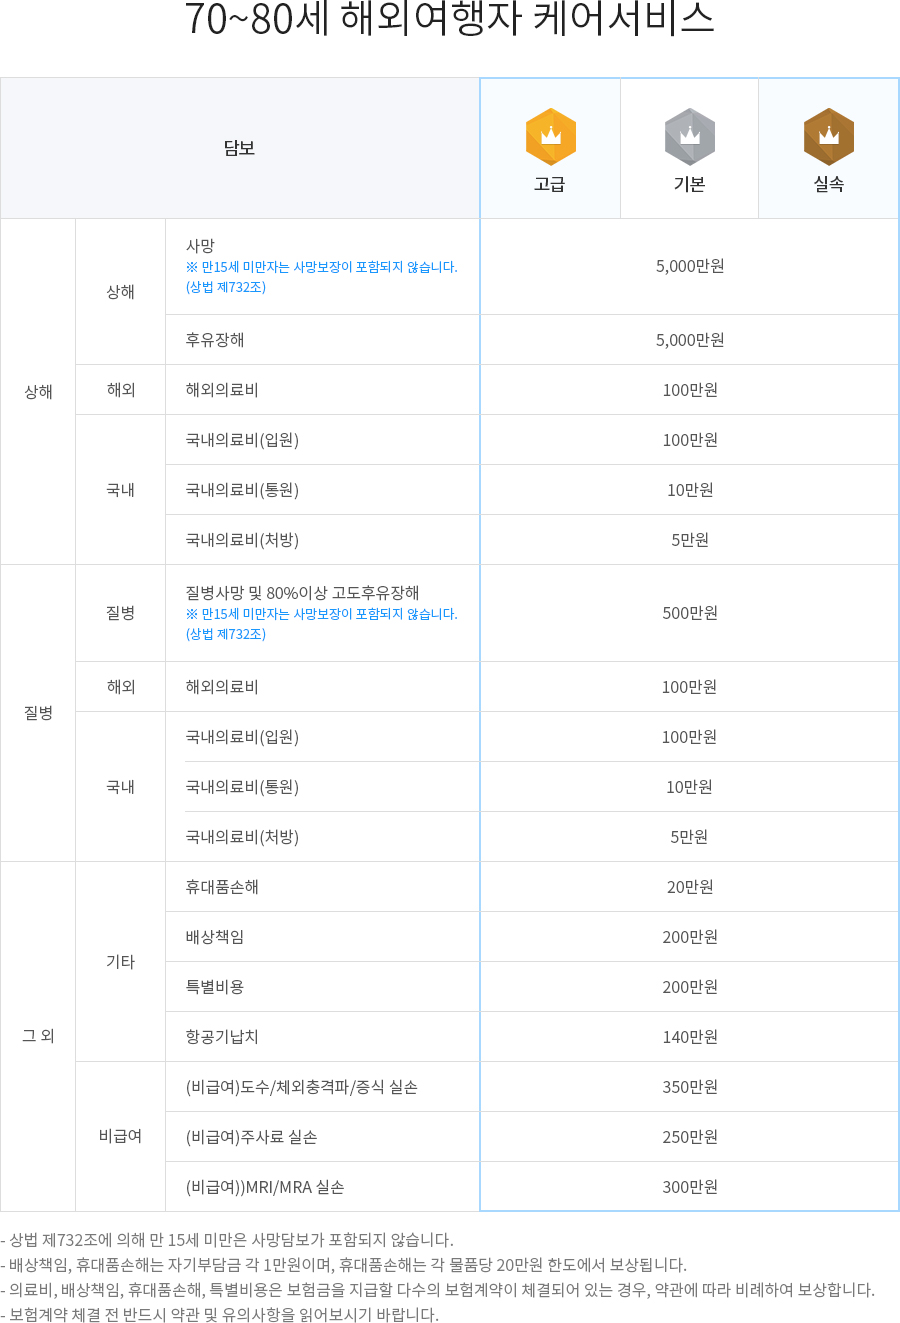 70~80세 해외여행자 케어서비스
담보
고급
기본
실속
상해
상해
사망
※ 만15세 미만자는 사망보장이 포함되지 않습니다.
(상법 제732조)
5,000만원
후유장해
5,000만원
해외
해외의료비
100만원
국내
국내의료비(입원)
100만원
국내의료비(통원)
10만원
국내의료비(처방)
5만원
질병
질병
질병사망 및 80%이상 고도후유장해
※ 만15세 미만자는 사망보장이 포함되지 않습니다.
(상법 제732조)
500만원
해외
해외의료비
100만원
국내
국내의료비(입원)
100만원
국내의료비(통원)
10만원
국내의료비(처방)
5만원
그 외
기타
휴대품손해
20만원
배상책임
200만원
특별비용
200만원
항공기납치
140만원
비급여
(비급여)도수/체외충격파/증식 실손
350만원
(비급여)주사료 실손
250만원
(비급여))MRI/MRA 실손
300만원
- 상법 제732조에 의해 만 15세 미만은 사망담보가 포함되지 않습니다.
- 배상책임, 휴대품손해는 자기부담금 각 1만원이며, 휴대품손해는 각 물품당 20만원 한도에서 보상됩니다.
- 의료비, 배상책임, 휴대품손해, 특별비용은 보험금을 지급할 다수의 보험계약이 체결되어 있는 경우, 약관에 따라 비례하여 보상합니다.
- 보험계약 체결 전 반드시 약관 및 유의사항을 읽어보시기 바랍니다.